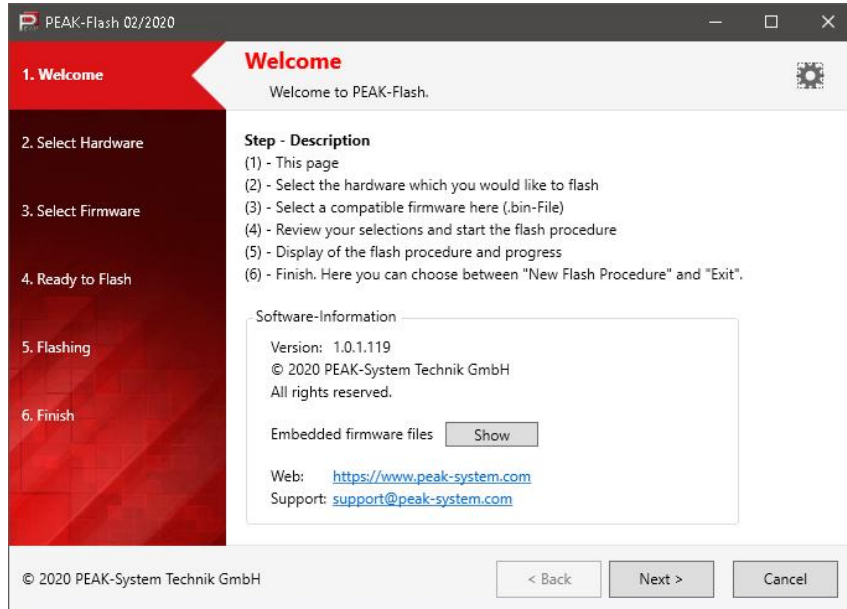 PEAK-Flash 02/2020
1. Welcome
2. Select Hardware
3. Select Firmware
4. Ready to Flash
5. Flashing
6. Finish
Welcome
Welcome to PEAK-Flash.
Step - Description
(1) - This page
(2) - Select the hardware which you would like to flash
(3) - Select a compatible firmware here (.bin-File)
(4) - Review your selections and start the flash procedure
(5) - Display of the flash procedure and progress
(6) - Finish. Here you can choose between "New Flash Procedure" and "Exit".
Software-Information
Version: 1.0.1.119
© 2020 PEAK-System Technik GmbH
All rights reserved.
Embedded firmware files Show
Web: https://www.peak-system.com
Support: support@peak-system.com
© 2020 PEAK-System Technik GmbH
< Back Next > Cancel